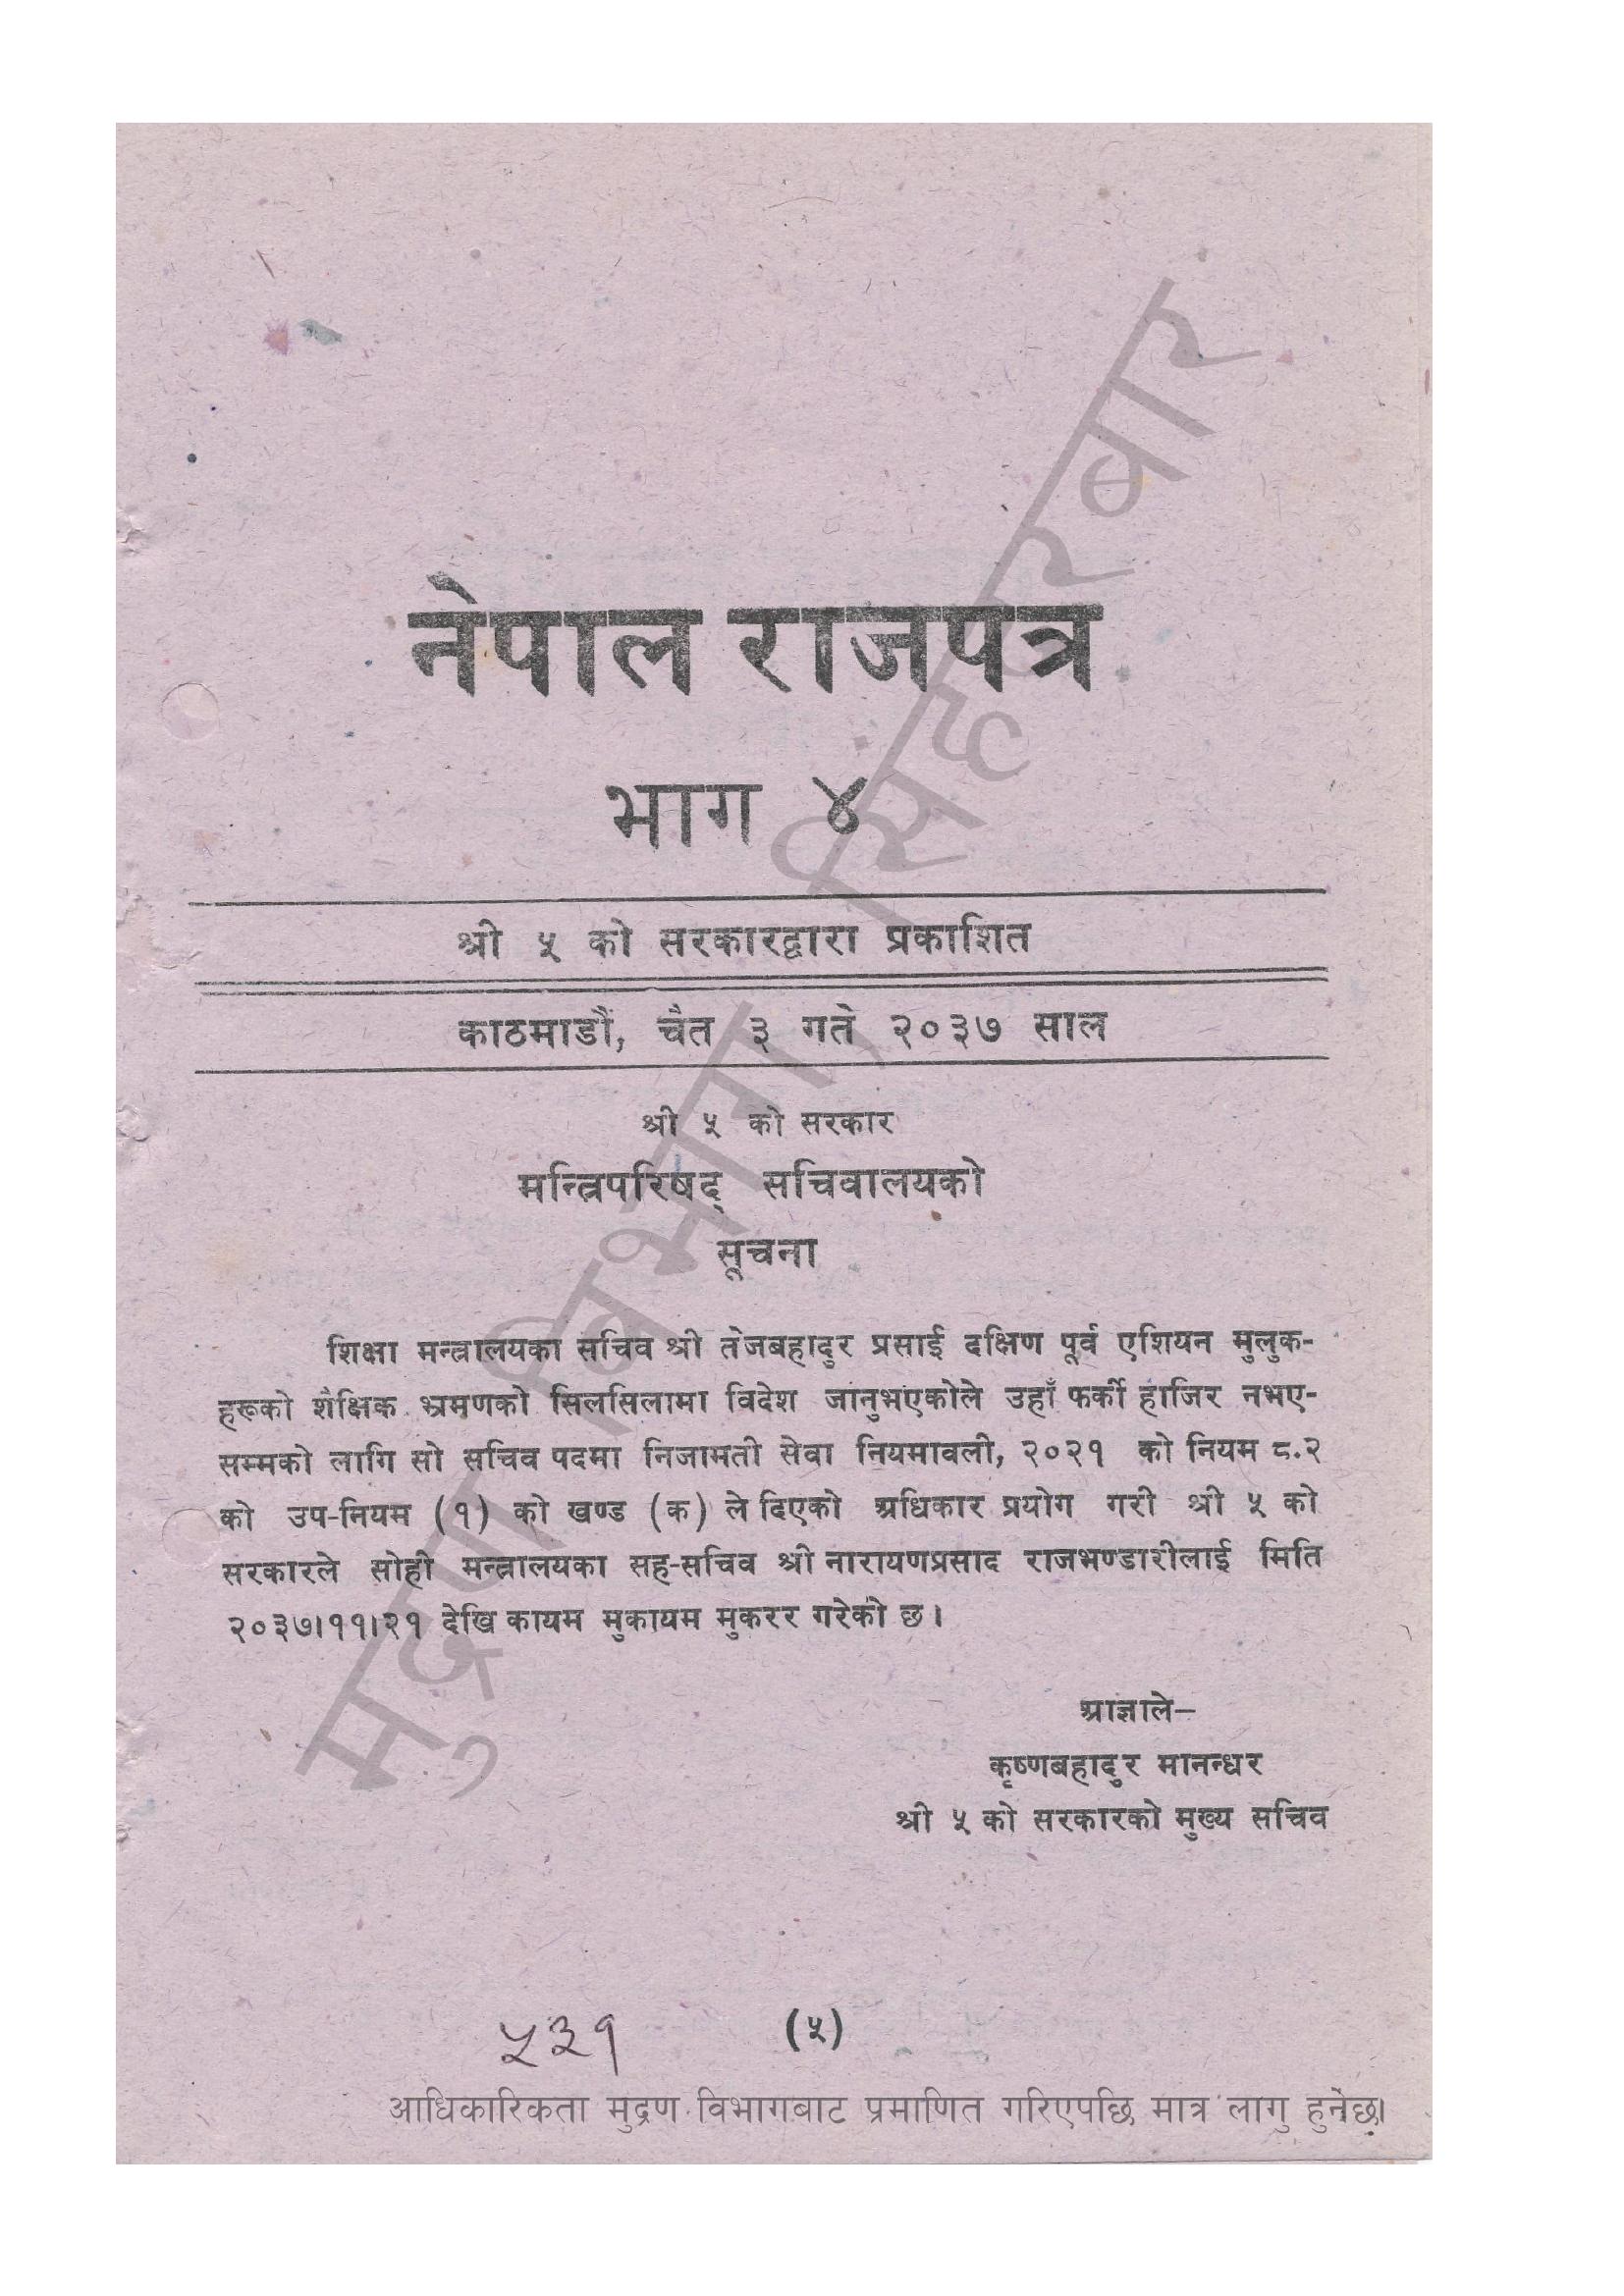 नेपाल राजपत्र
भाग ४
श्री ५ को सरकारद्वारा प्रकाशित
काठमाडौं, चैत ३ गते २०३७ साल
श्री ५ को सरकार
मन्त्रिपरिषद् सचिवालयको
सूचना
शिक्षा मन्त्रालयका सचिव श्री तेजबहादुर प्रसाई दक्षिण पूर्व एशियन मुलुक-
हरूको शैक्षिक भ्रमणको सिलसिलामा विदेश जानुभएकोले उहाँ फर्की हाजिर नभए-
सम्मको लागि सो सचिव पदमा निजामती सेवा नियमावली, २०२१ को नियम ८.२
को उप-नियम (१) को खण्ड (क) ले दिएको अधिकार प्रयोग गरी श्री ५ को
सरकारले सोही मन्त्रालयका सह-सचिव श्री नारायणप्रसाद राजभण्डारीलाई मिति
२०३७।११।२१ देखि कायम मुकायम मुकरर गरेको छ।
आज्ञाले–
कृष्णबहादुर मानन्धर
श्री ५ को सरकारको मुख्य सचिव
५३१ (५)
आधिकारिकता मुद्रण विभागबाट प्रमाणित गरिएपछि मात्र लागु हुनेछ।
मुद्रण विभाग, सिंहदरबार